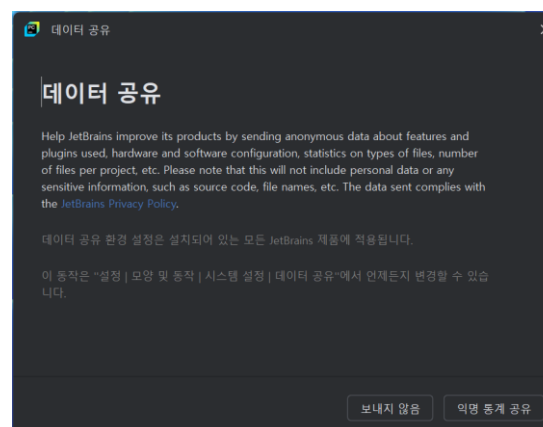 데이터 공유
데이터 공유
Help JetBrains improve its products by sending anonymous data about features and
plugins used, hardware and software configuration, statistics on types of files, number
of files per project, etc. Please note that this will not include personal data or any
sensitive information, such as source code, file names, etc. The data sent complies with
the JetBrains Privacy Policy.
데이터 공유 환경 설정은 설치되어 있는 모든 JetBrains 제품에 적용됩니다.
이 동작은 "설정 | 모양 및 동작 | 시스템 설정 | 데이터 공유"에서 언제든지 변경할 수 있습
니다.
보내지 않음
익명 통계 공유